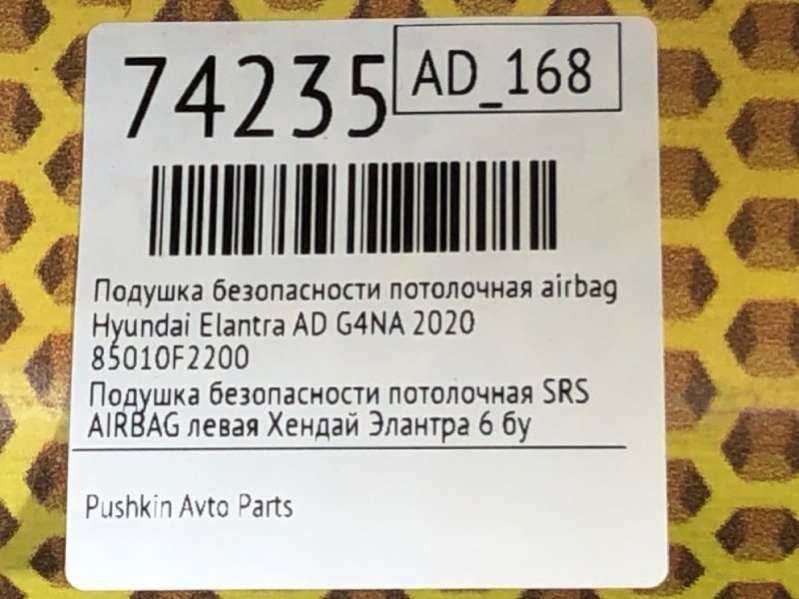 74235
AD_168
Подушка безопасности потолочная airbag
Hyundai Elantra AD G4NA 2020
85010F2200
Подушка безопасности потолочная SRS
AIRBAG левая Хендай Элантра 6 бу
Pushkin Avto Parts